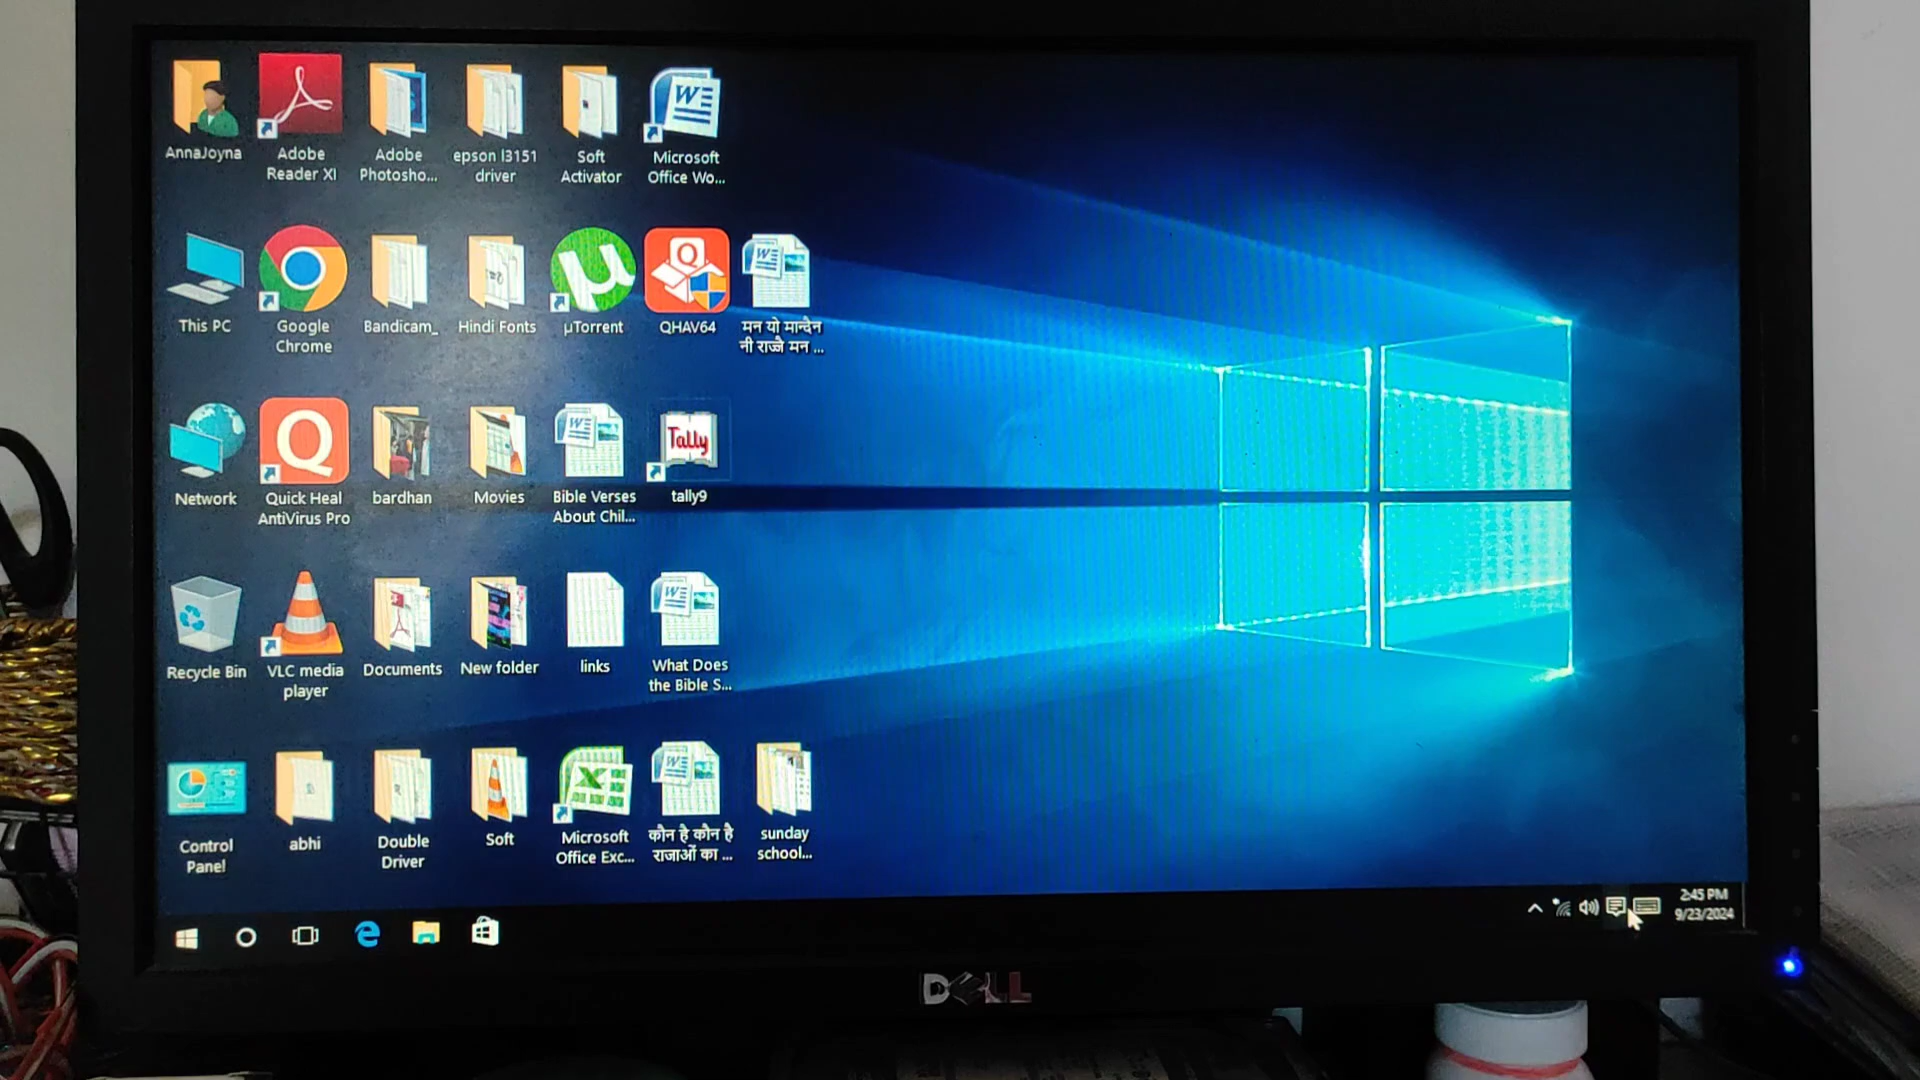 AnnaJoyna
Adobe
Reader XI
Adobe
Photosho...
epson l3151
driver
Soft
Activator
Microsoft
Office Wo...
This PC
Google
Chrome
Bandicam_
Hindi Fonts
µTorrent
QHAV64
मन यो मान्दैन
नी राज्जै मन ...
Network
Quick Heal
AntiVirus Pro
bardhan
Movies
Bible Verses
About Chil...
Tally
tally9
Recycle Bin
VLC media
player
Documents
New folder
links
What Does
the Bible S...
Control
Panel
abhi
Double
Driver
Soft
Microsoft
Office Exc...
कौन है कौन है
राजाओं का ...
sunday
school...
2:45 PM
9/23/2024
DELL